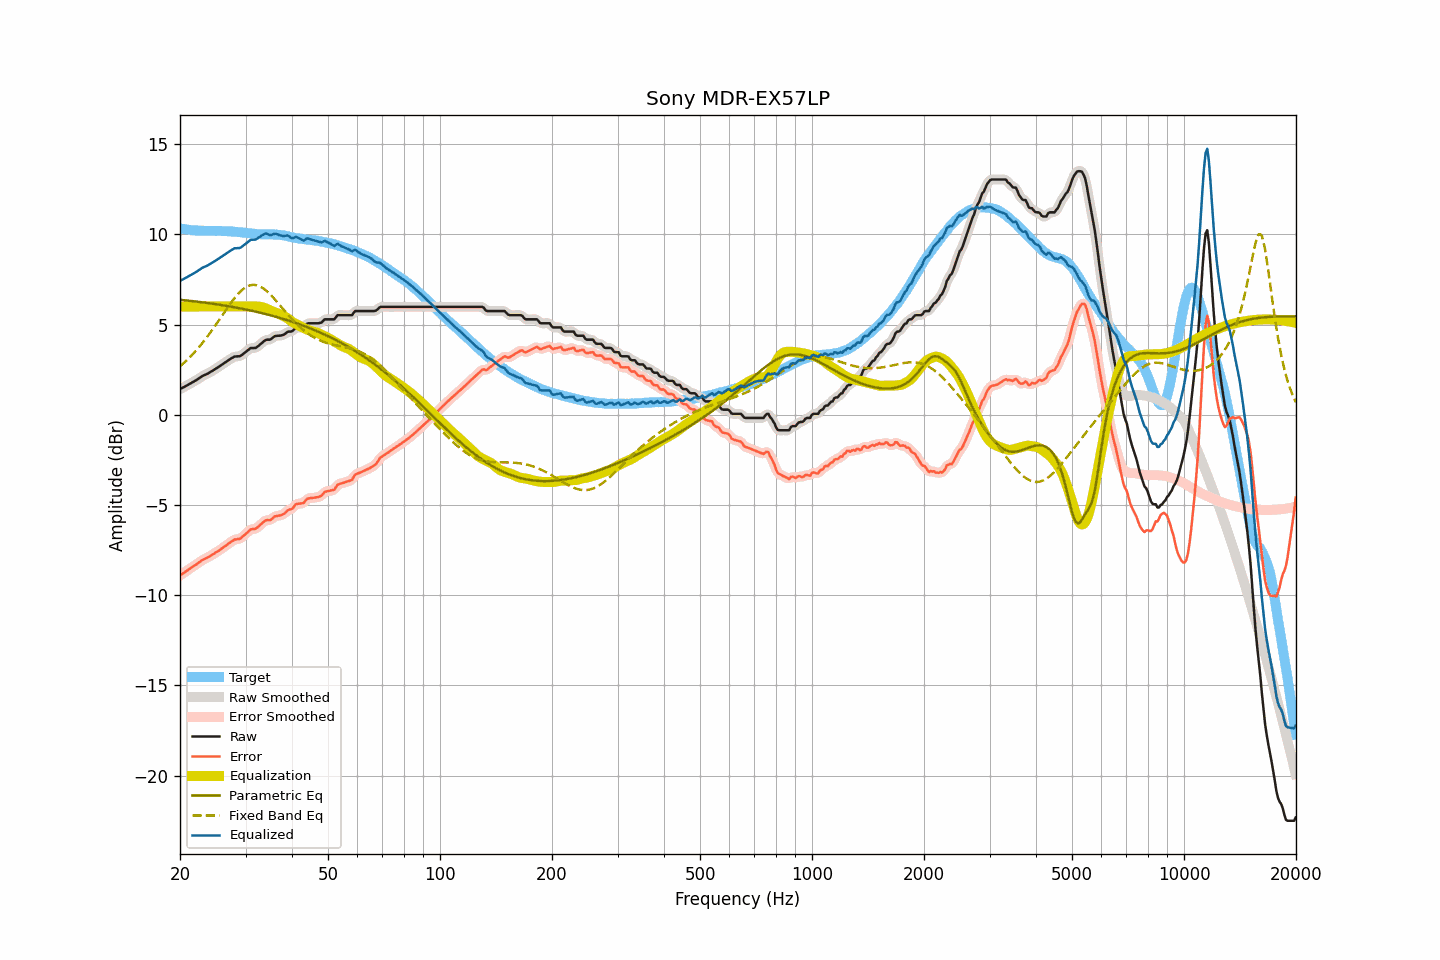 Sony MDR-EX57LP
15
10
5
0
−5
−10
−15
−20
Amplitude (dBr)
Target
Raw Smoothed
Error Smoothed
Raw
Error
Equalization
Parametric Eq
Fixed Band Eq
Equalized
20 50 100 200 500 1000 2000 5000 10000 20000
Frequency (Hz)